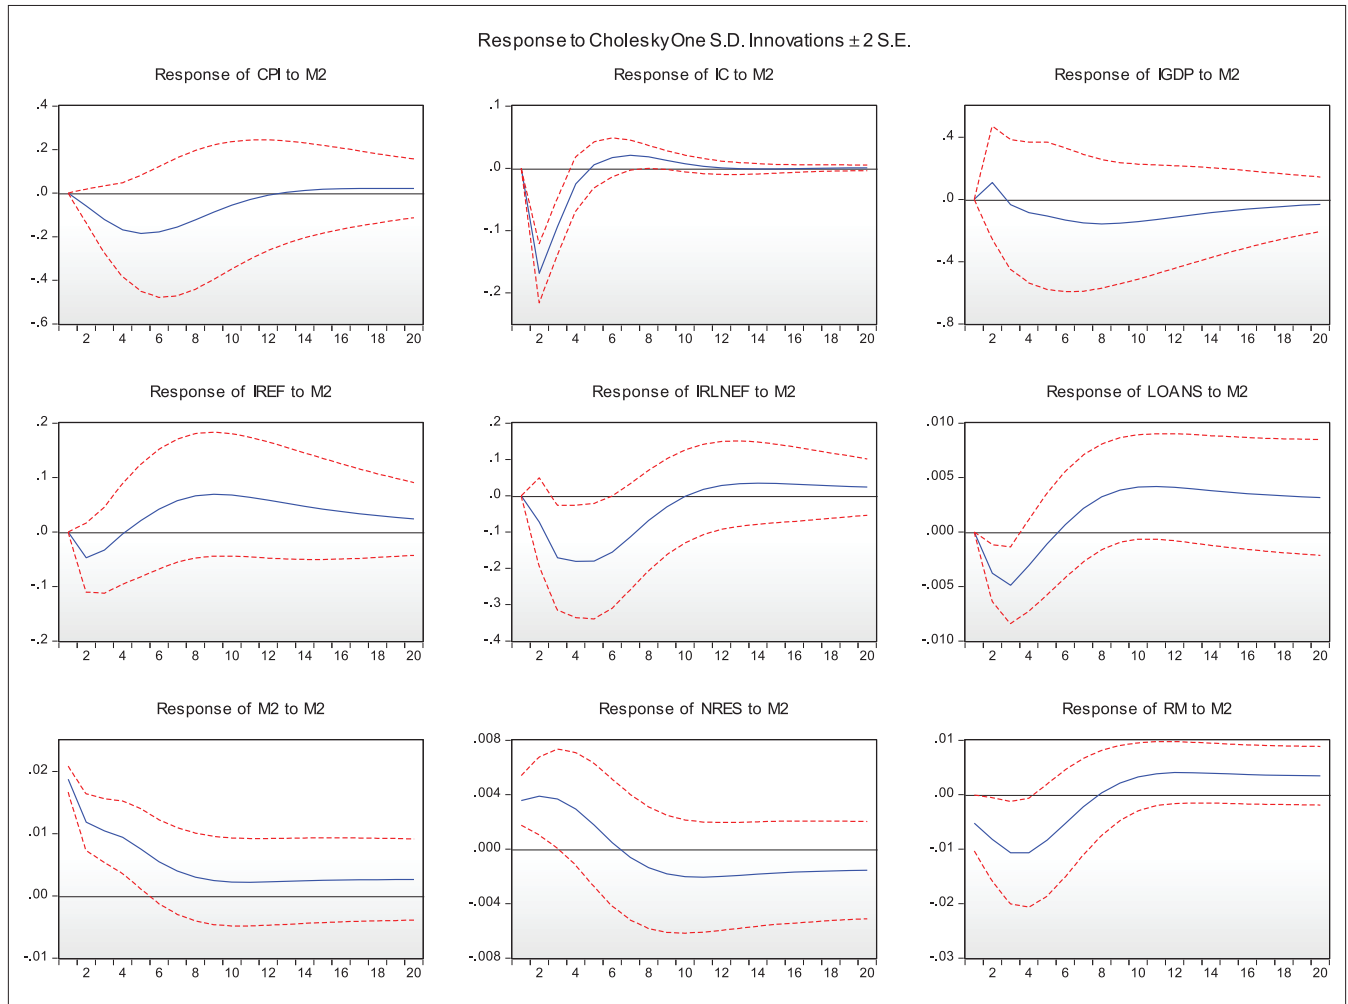 Response to Cholesky One S.D. Innovations ± 2 S.E.
Response of CPI to M2
.4
.2
.0
-.2
-.4
-.6
2 4 6 8 10 12 14 16 18 20
Response of IC to M2
.1
.0
-.1
-.2
2 4 6 8 10 12 14 16 18 20
Response of IGDP to M2
.4
.0
-.4
-.8
2 4 6 8 10 12 14 16 18 20
Response of IREF to M2
.2
.1
.0
-.1
-.2
2 4 6 8 10 12 14 16 18 20
Response of IRLNEF to M2
.2
.1
.0
-.1
-.2
-.3
-.4
2 4 6 8 10 12 14 16 18 20
Response of LOANS to M2
.010
.005
.000
-.005
-.010
2 4 6 8 10 12 14 16 18 20
Response of M2 to M2
.02
.01
.00
-.01
2 4 6 8 10 12 14 16 18 20
Response of NRES to M2
.008
.004
.000
-.004
-.008
2 4 6 8 10 12 14 16 18 20
Response of RM to M2
.01
.00
-.01
-.02
-.03
2 4 6 8 10 12 14 16 18 20